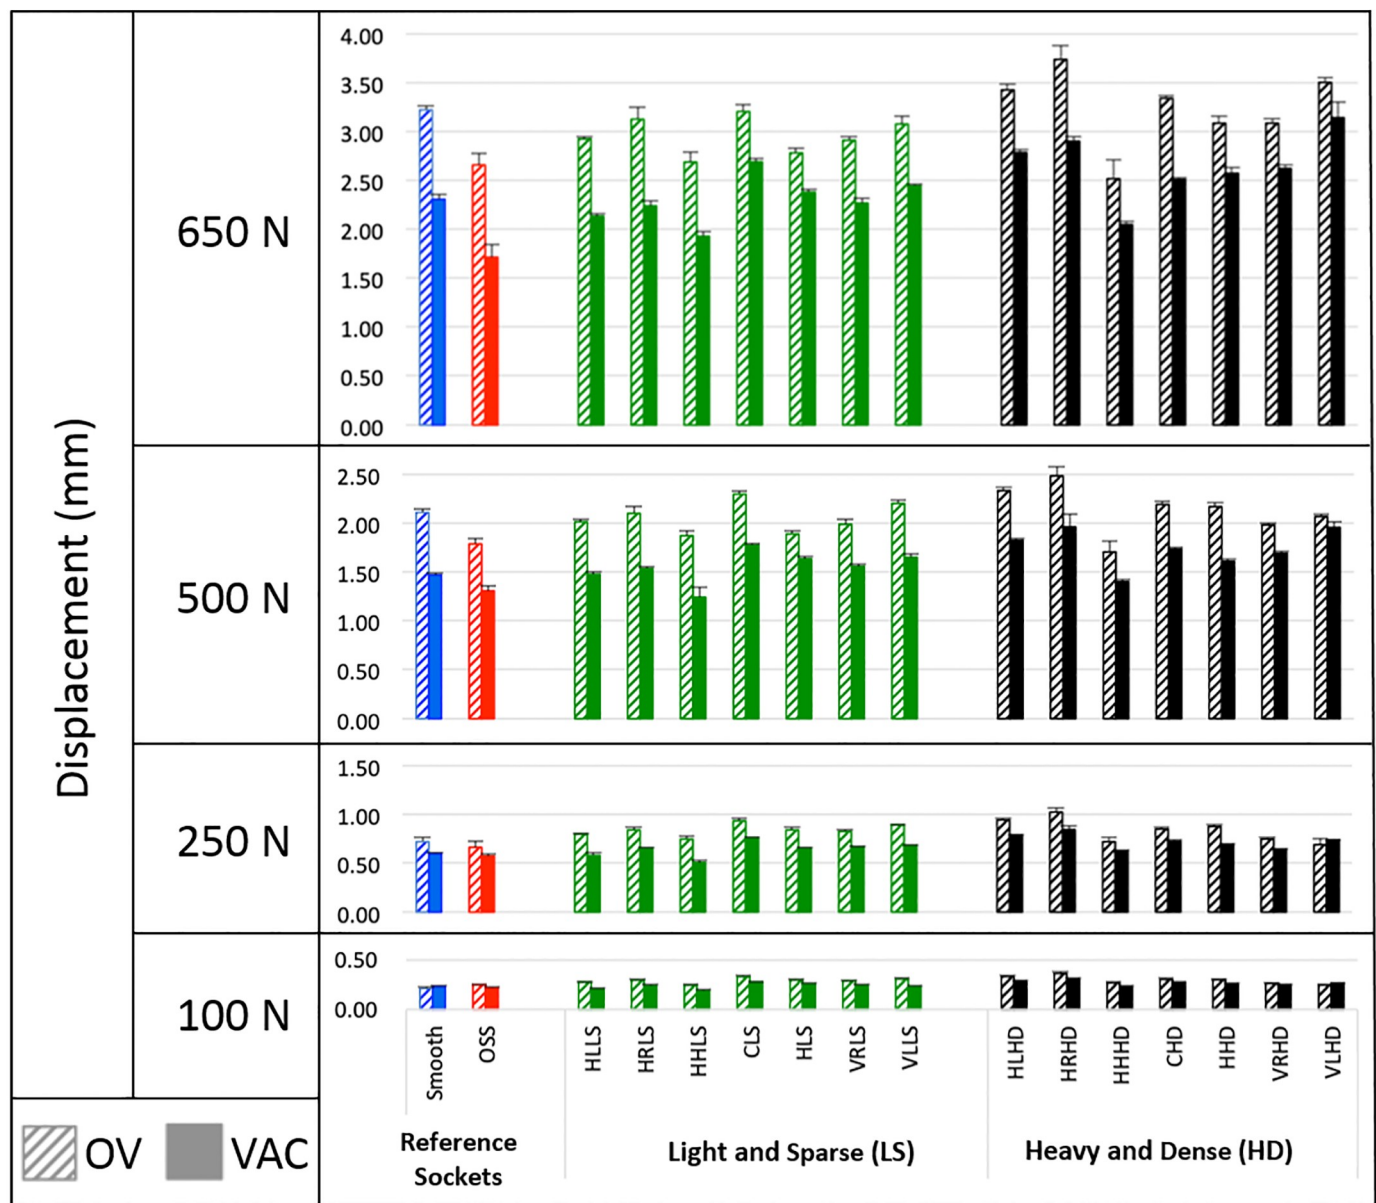 Displacement (mm)
650 N
4.00
3.50
3.00
2.50
2.00
1.50
1.00
0.50
0.00
500 N
2.50
2.00
1.50
1.00
0.50
0.00
250 N
1.50
1.00
0.50
0.00
100 N
0.50
0.00
Smooth
OSS
HLLS
HRLS
HHLS
CLS
HLS
VRLS
VLLS
HLHD
HRHD
HHHD
CHD
HHD
VRHD
VLHD
Reference
Sockets
Light and Sparse (LS)
Heavy and Dense (HD)
OV
VAC